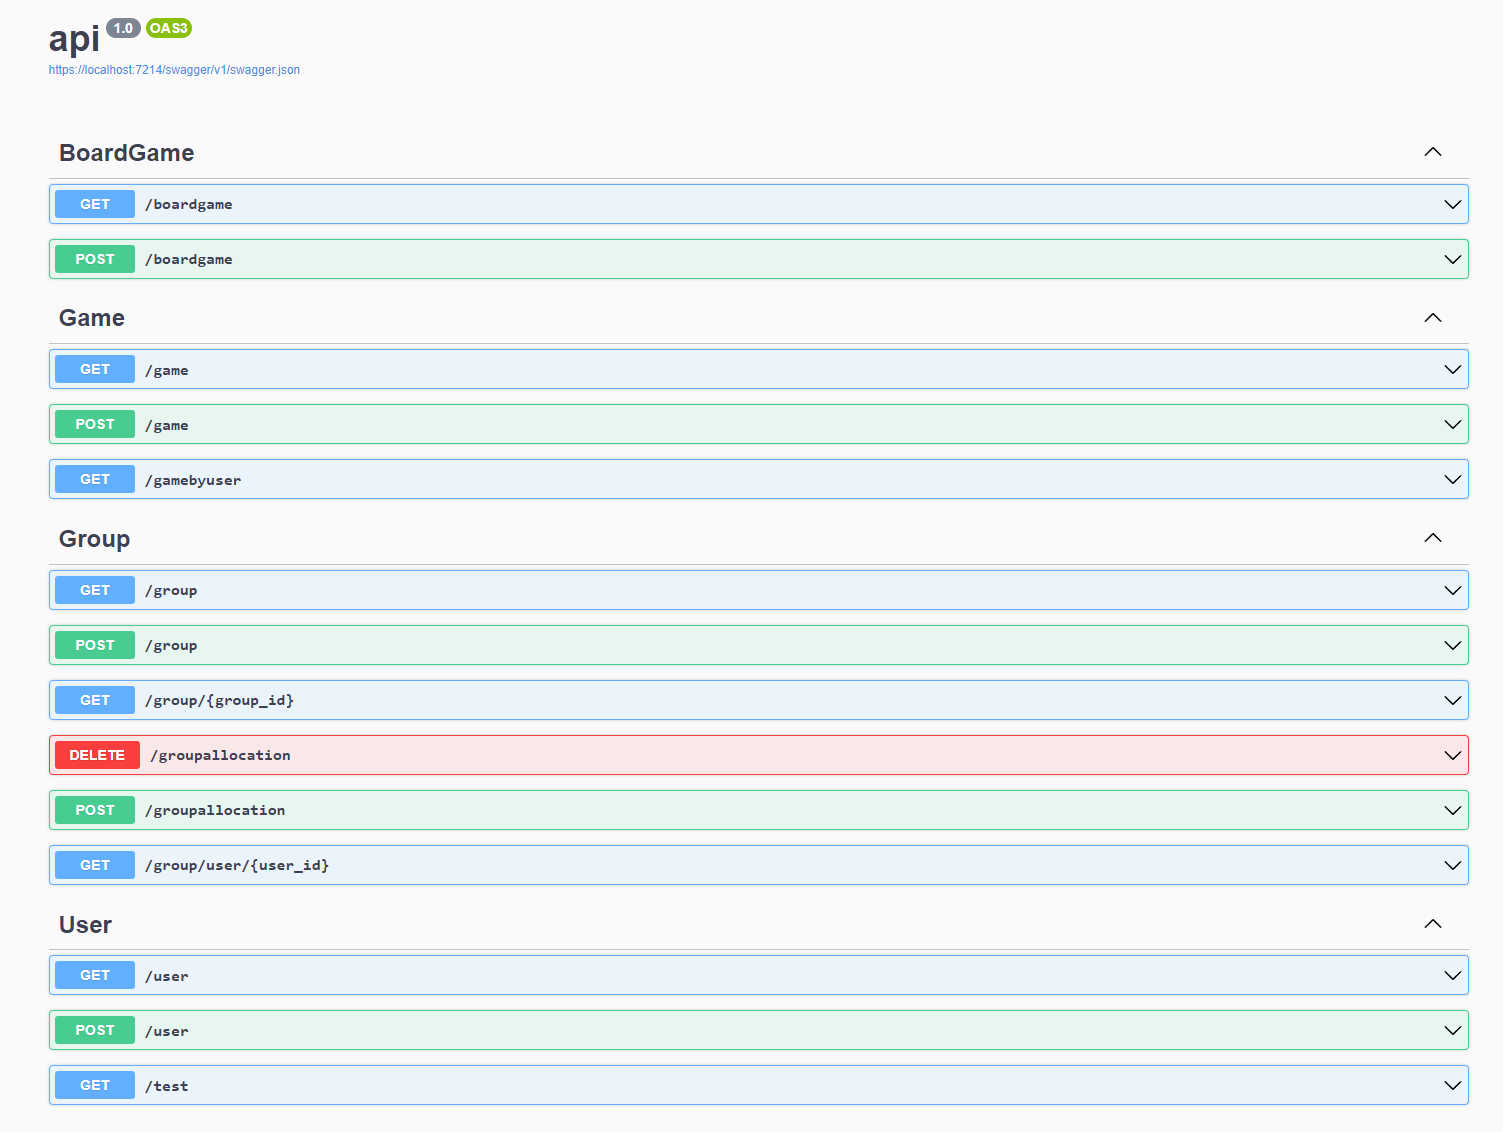 api 1.0 OAS3
https://localhost:7214/swagger/v1/swagger.json
BoardGame
GET /boardgame
POST /boardgame
Game
GET /game
POST /game
GET /gamebyuser
Group
GET /group
POST /group
GET /group/{group_id}
DELETE /groupallocation
POST /groupallocation
GET /group/user/{user_id}
User
GET /user
POST /user
GET /test